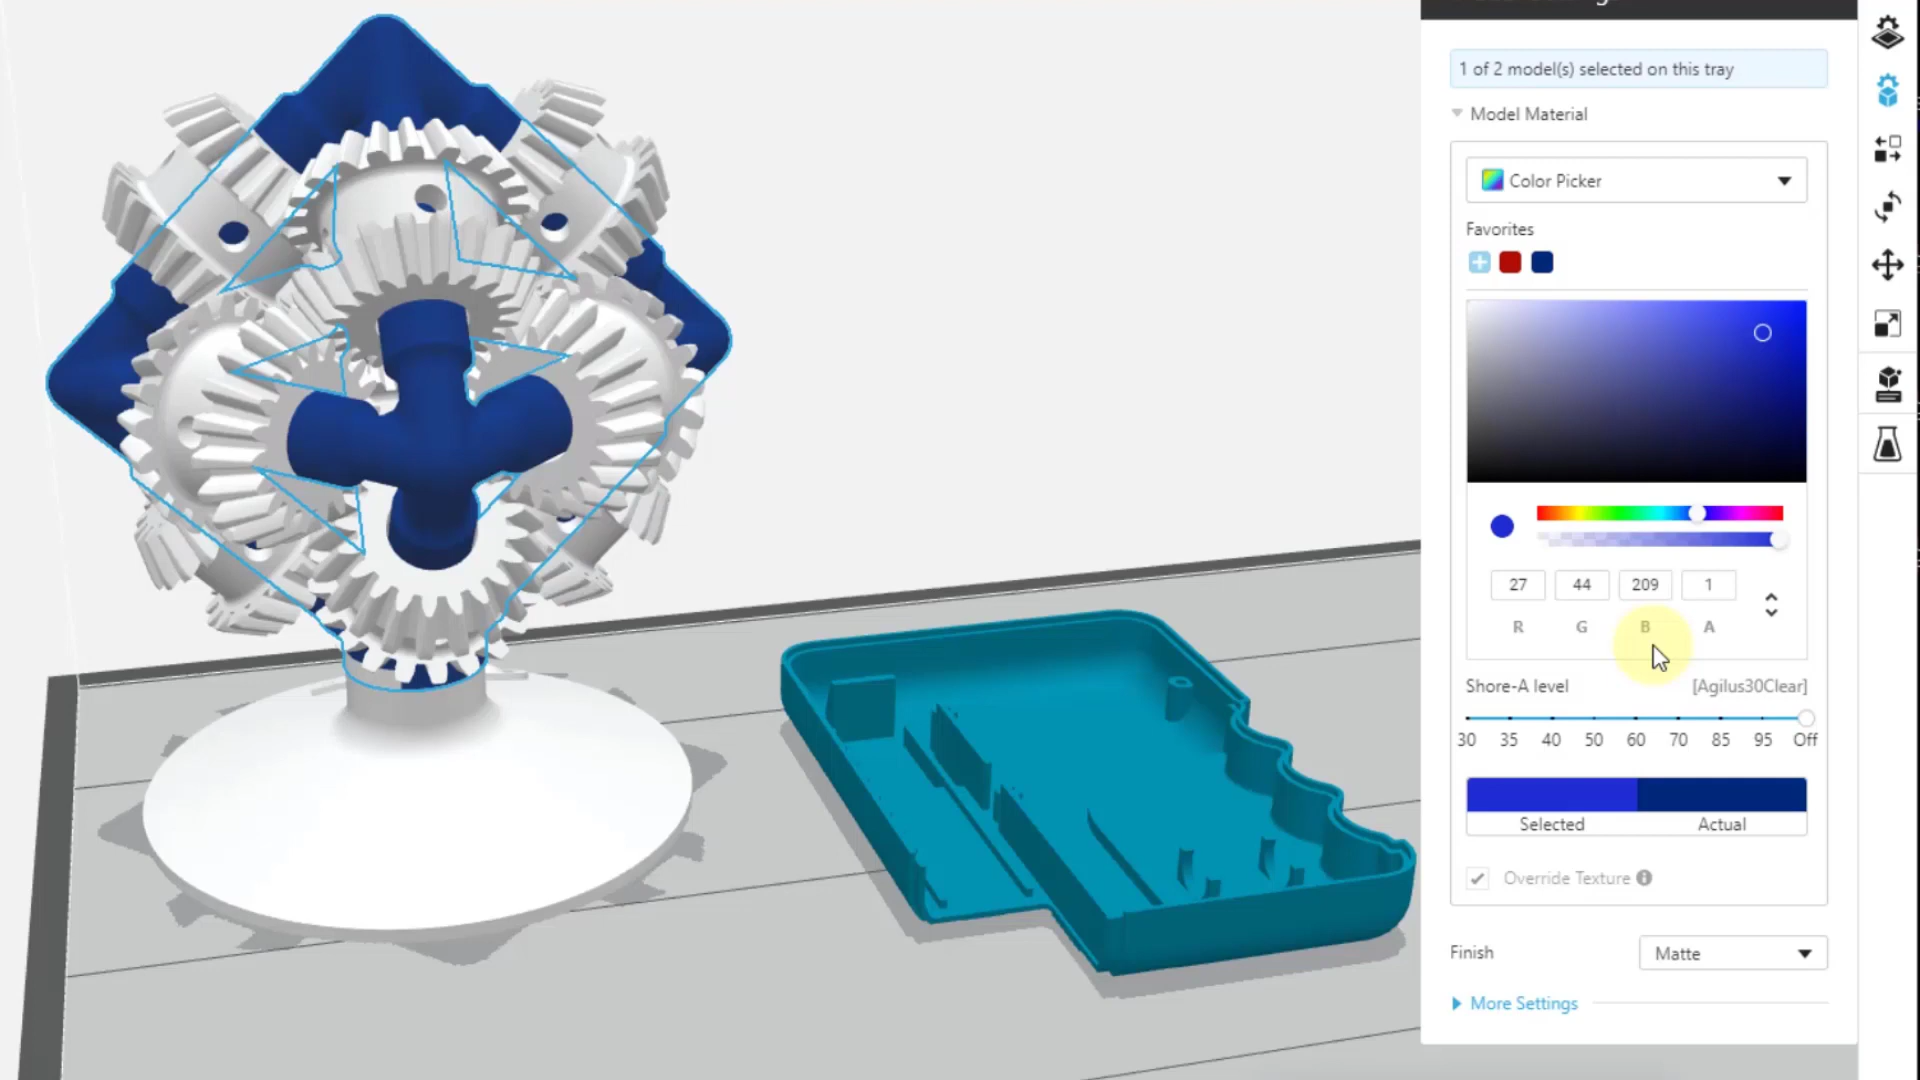 1 of 2 model(s) selected on this tray
Model Material
Color Picker
Favorites
27 44 209 1
R G B A
Shore-A level [Agilus30Clear]
30 35 40 50 60 70 85 95 Off
Selected Actual
Override Texture
Finish Matte
More Settings